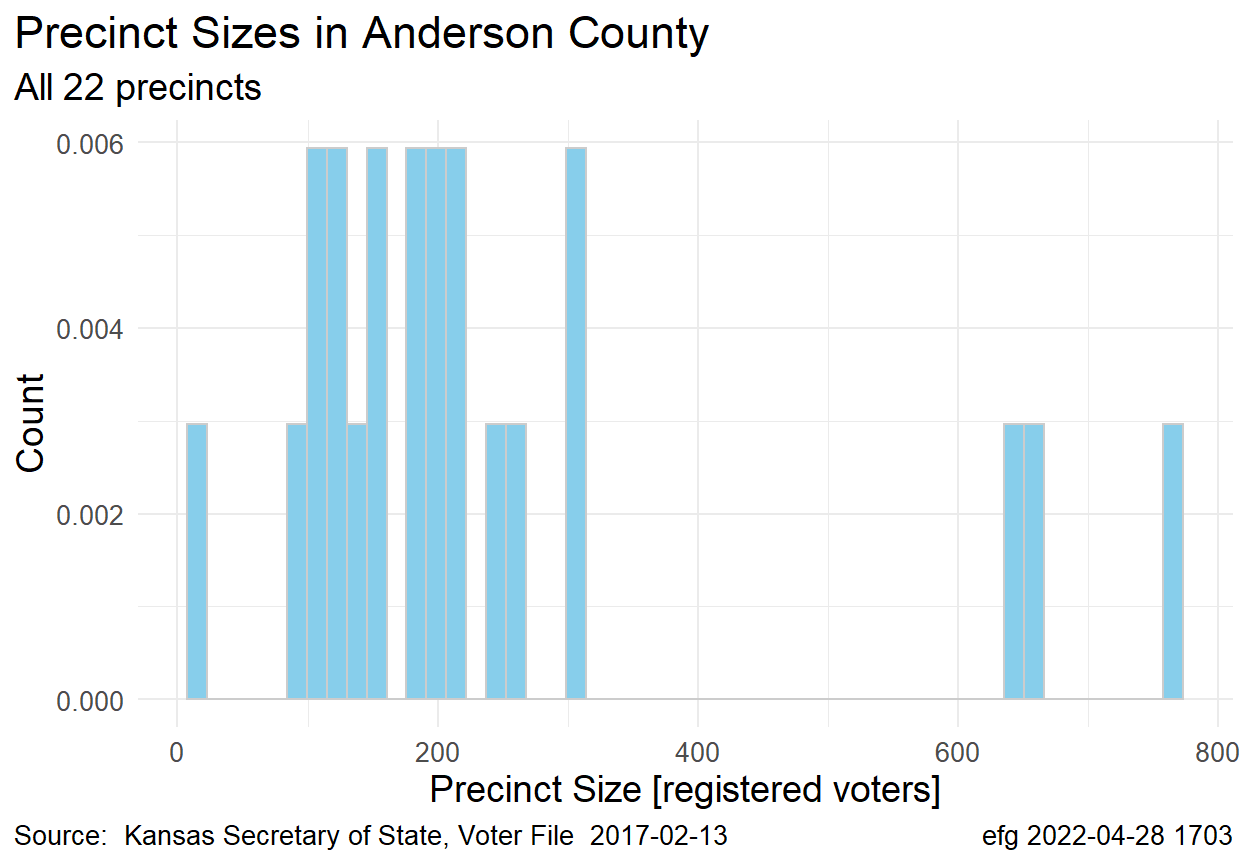 Precinct Sizes in Anderson County
All 22 precincts
0.006
0.004
0.002
0.000
Count
0 200 400 600 800
Precinct Size [registered voters]
Source:  Kansas Secretary of State, Voter File  2017-02-13
efg 2022-04-28 1703